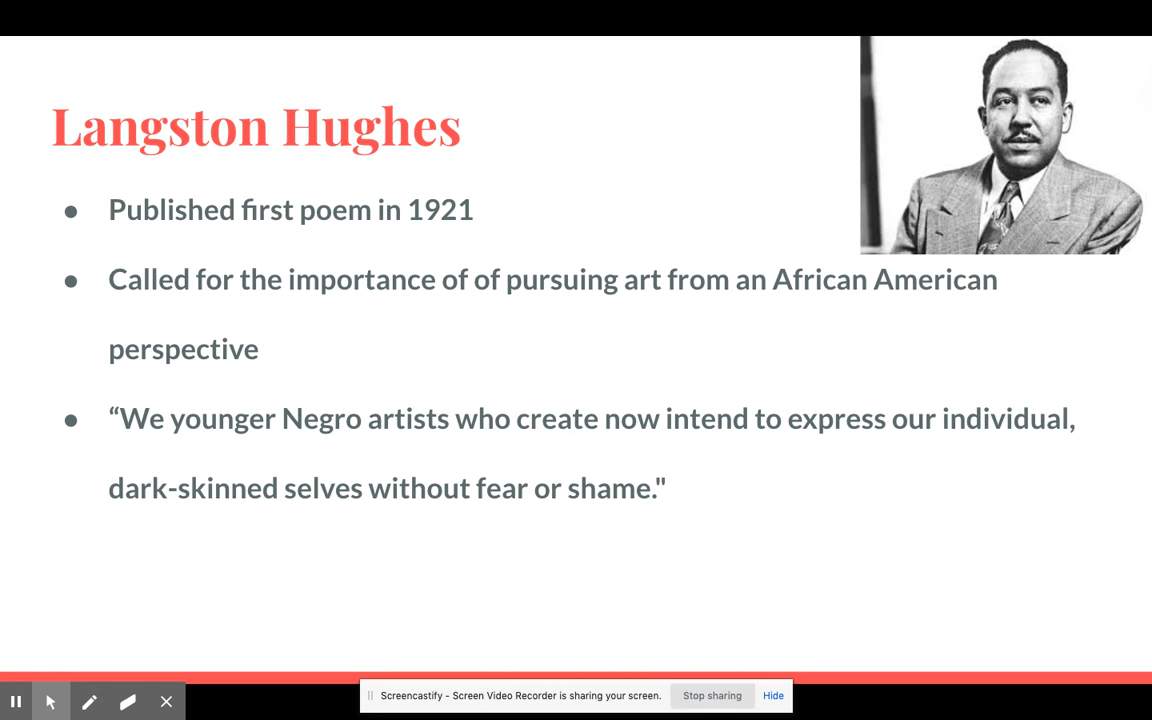 Langston Hughes
● Published first poem in 1921
● Called for the importance of of pursuing art from an African American
perspective
● “We younger Negro artists who create now intend to express our individual,
dark-skinned selves without fear or shame."
Screencastify - Screen Video Recorder is sharing your screen. Stop sharing Hide